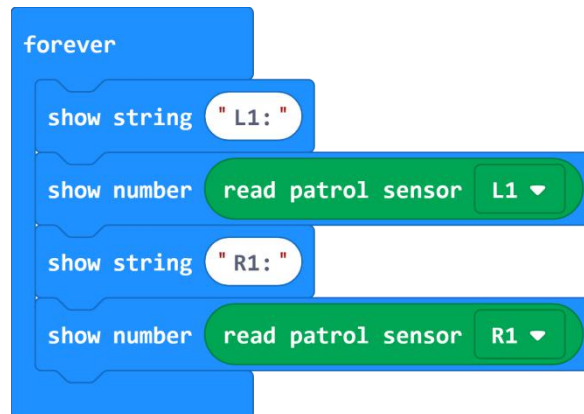 forever
show string "L1:"
show number read patrol sensor L1
show string "R1:"
show number read patrol sensor R1